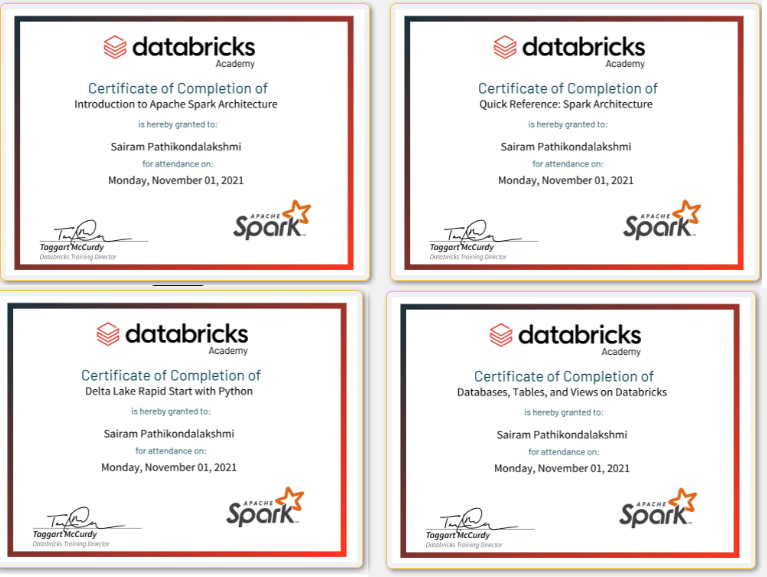 databricks
Academy
Certificate of Completion of
Introduction to Apache Spark Architecture
is hereby granted to:
Sairam Pathikondalakshmi
for attendance on:
Monday, November 01, 2021
APACHE
Spark™
Taggart McCurdy
Databricks Training Director
databricks
Academy
Certificate of Completion of
Quick Reference: Spark Architecture
is hereby granted to:
Sairam Pathikondalakshmi
for attendance on:
Monday, November 01, 2021
APACHE
Spark™
Taggart McCurdy
Databricks Training Director
databricks
Academy
Certificate of Completion of
Delta Lake Rapid Start with Python
is hereby granted to:
Sairam Pathikondalakshmi
for attendance on:
Monday, November 01, 2021
APACHE
Spark™
Taggart McCurdy
Databricks Training Director
databricks
Academy
Certificate of Completion of
Databases, Tables, and Views on Databricks
is hereby granted to:
Sairam Pathikondalakshmi
for attendance on:
Monday, November 01, 2021
APACHE
Spark™
Taggart McCurdy
Databricks Training Director